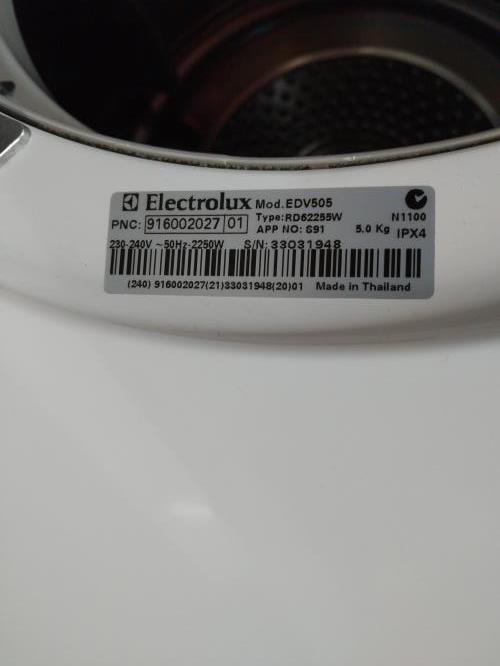 Electrolux Mod.EDV505
Type:RD62255W N1100
PNC: 916002027 01 APP NO: S91 5.0 Kg IPX4
230-240V ~50Hz-2250W S/N: 33031948
(240) 916002027(21)33031948(20)01 Made in Thailand